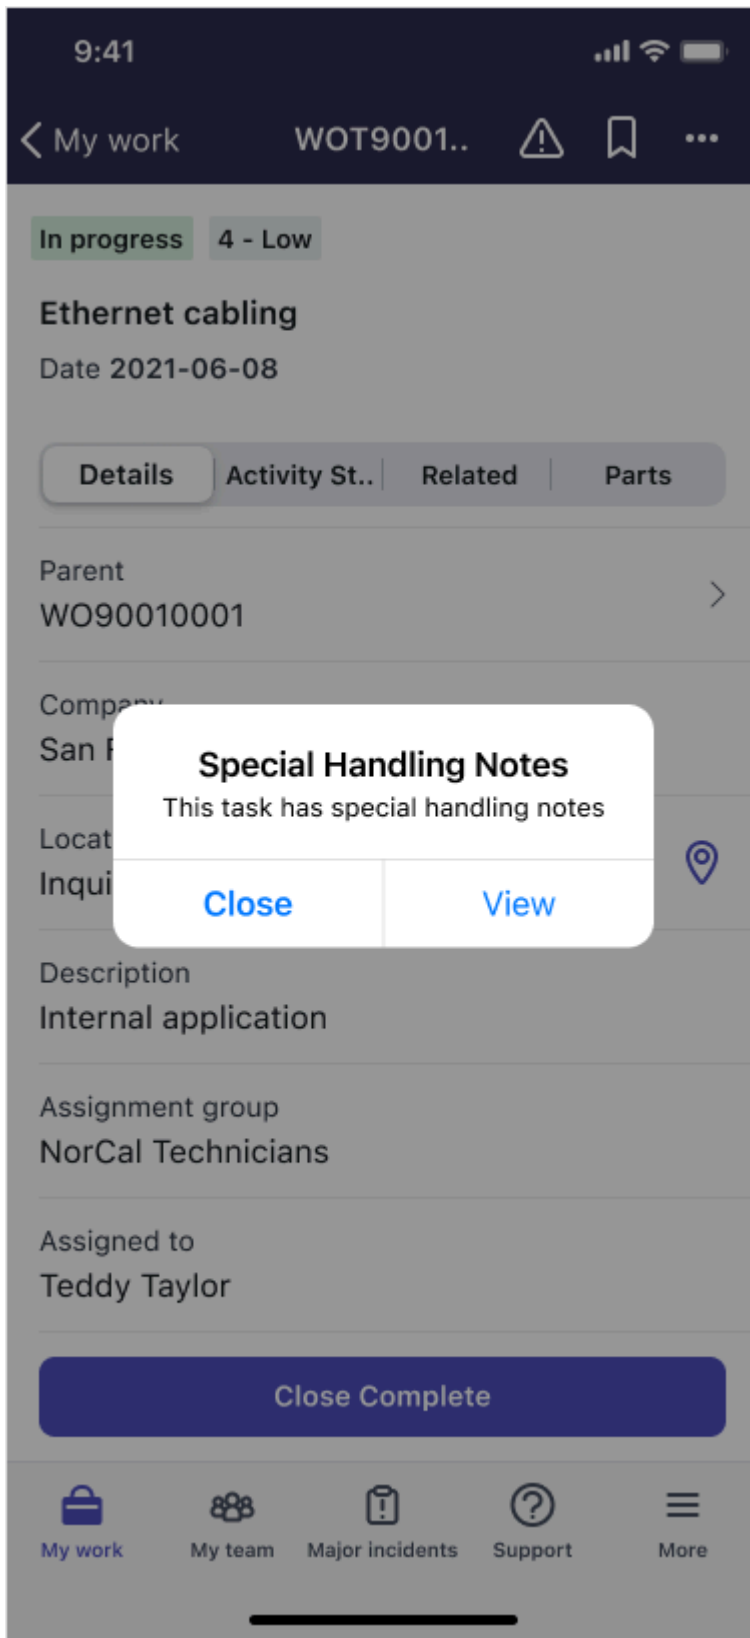 9:41
My work WOT9001..
In progress 4 - Low
Ethernet cabling
Date 2021-06-08
Details Activity St.. Related Parts
Parent
WO90010001
Company
San
Special Handling Notes
This task has special handling notes
Close View
Description
Internal application
Assignment group
NorCal Technicians
Assigned to
Teddy Taylor
Close Complete
My work My team Major incidents Support More